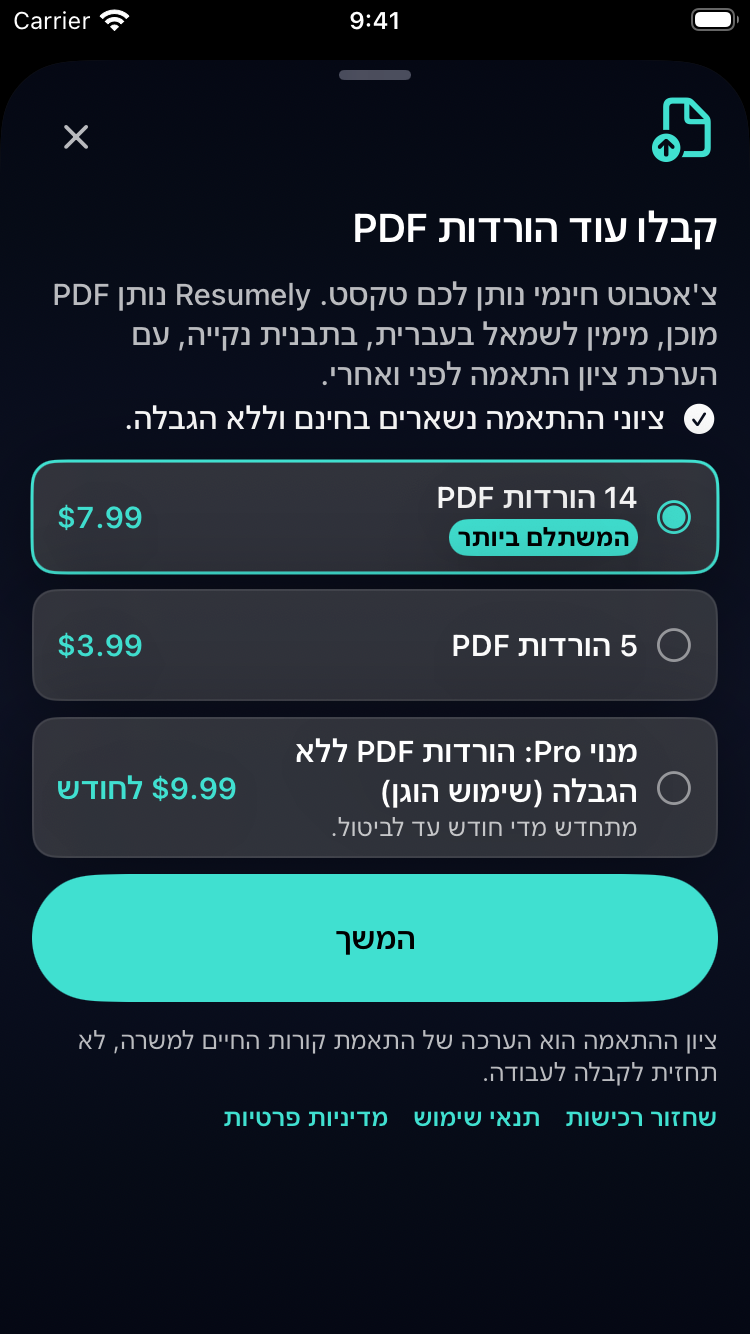 Carrier
9:41
קבלו עוד הורדות PDF
צ'אטבוט חינמי נותן לכם טקסט. Resumely נותן PDF
מוכן, מימין לשמאל בעברית, בתבנית נקייה, עם
הערכת ציון התאמה לפני ואחרי.
ציוני ההתאמה נשארים בחינם וללא הגבלה.
14 הורדות PDF
המשתלם ביותר
$7.99
5 הורדות PDF
$3.99
מנוי Pro: הורדות PDF ללא
הגבלה (שימוש הוגן)
מתחדש מדי חודש עד לביטול.
$9.99 לחודש
המשך
ציון ההתאמה הוא הערכה של התאמת קורות החיים למשרה, לא
תחזית לקבלה לעבודה.
שחזור רכישות תנאי שימוש מדיניות פרטיות